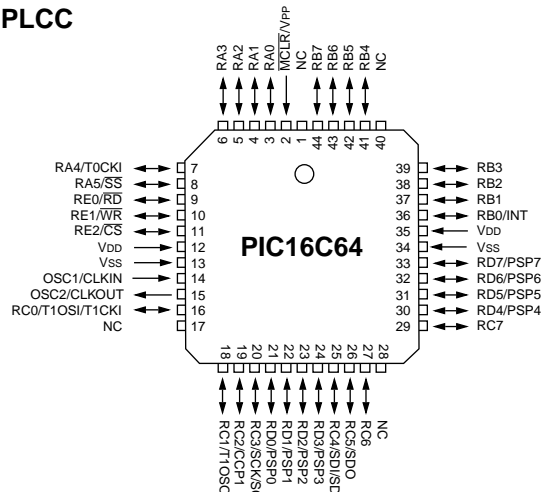 PLCC
RA3
RA2
RA1
RA0
MCLR/VPP
NC
RB7
RB6
RB5
RB4
NC
6
5
4
3
2
1
44
43
42
41
40
RA4/T0CKI 7
RA5/SS 8
RE0/RD 9
RE1/WR 10
RE2/CS 11
VDD 12
VSS 13
OSC1/CLKIN 14
OSC2/CLKOUT 15
RC0/T1OSI/T1CKI 16
NC 17
PIC16C64
39 RB3
38 RB2
37 RB1
36 RB0/INT
35 VDD
34 VSS
33 RD7/PSP7
32 RD6/PSP6
31 RD5/PSP5
30 RD4/PSP4
29 RC7
18
19
20
21
22
23
24
25
26
27
28
RC1/T1OSO
RC2/CCP1
RC3/SCK/
RD0/PSP0
RD1/PSP1
RD2/PSP2
RD3/PSP3
RC4/SDI/
RC5/SDO
RC6
NC